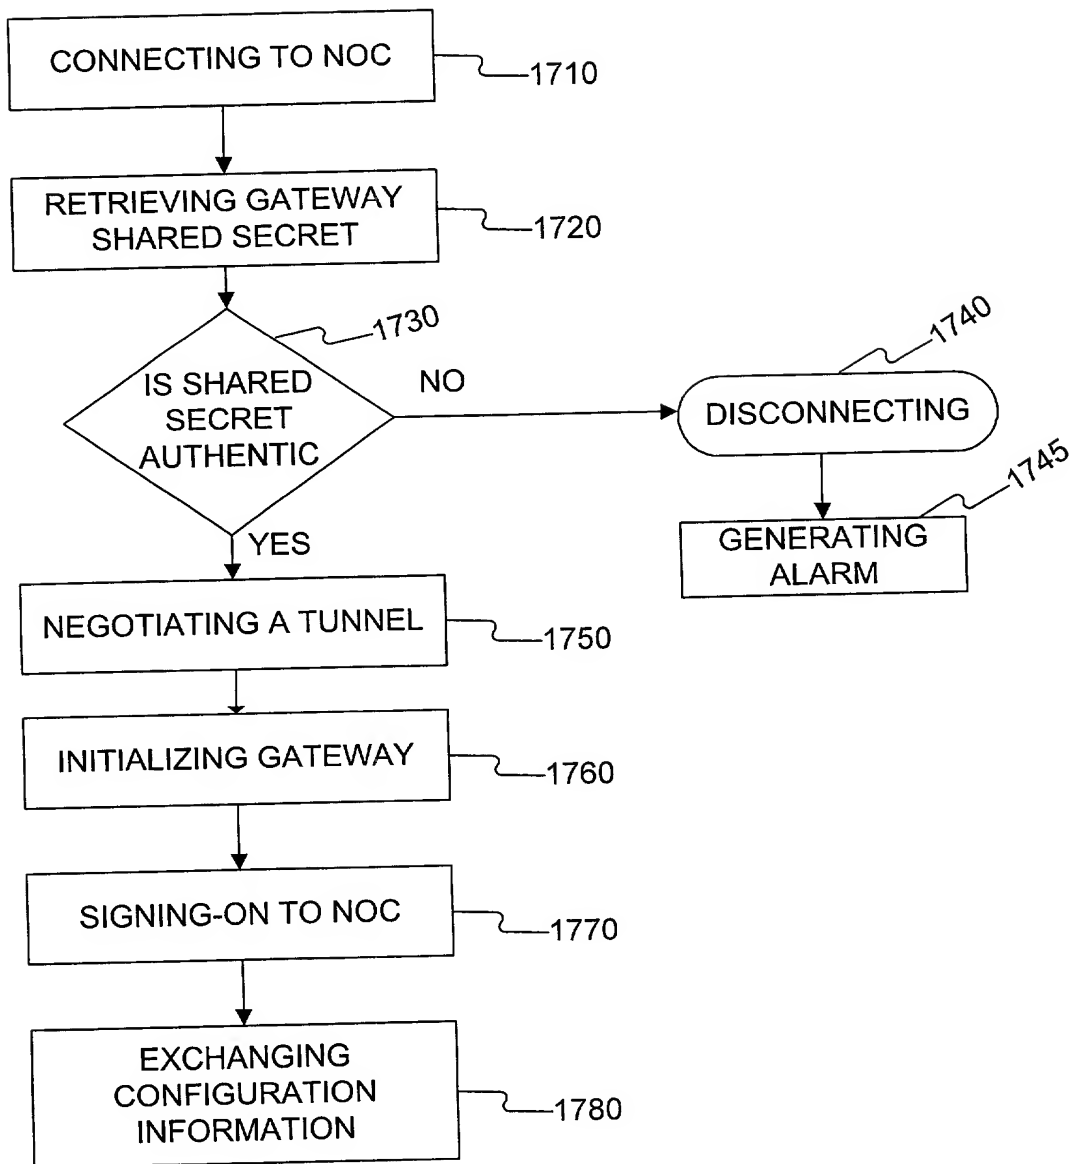 CONNECTING TO NOC
1710
RETRIEVING GATEWAY
SHARED SECRET
1720
1730
IS SHARED
SECRET
AUTHENTIC
NO
1740
DISCONNECTING
1745
GENERATING
ALARM
YES
NEGOTIATING A TUNNEL
1750
INITIALIZING GATEWAY
1760
SIGNING-ON TO NOC
1770
EXCHANGING
CONFIGURATION
INFORMATION
1780